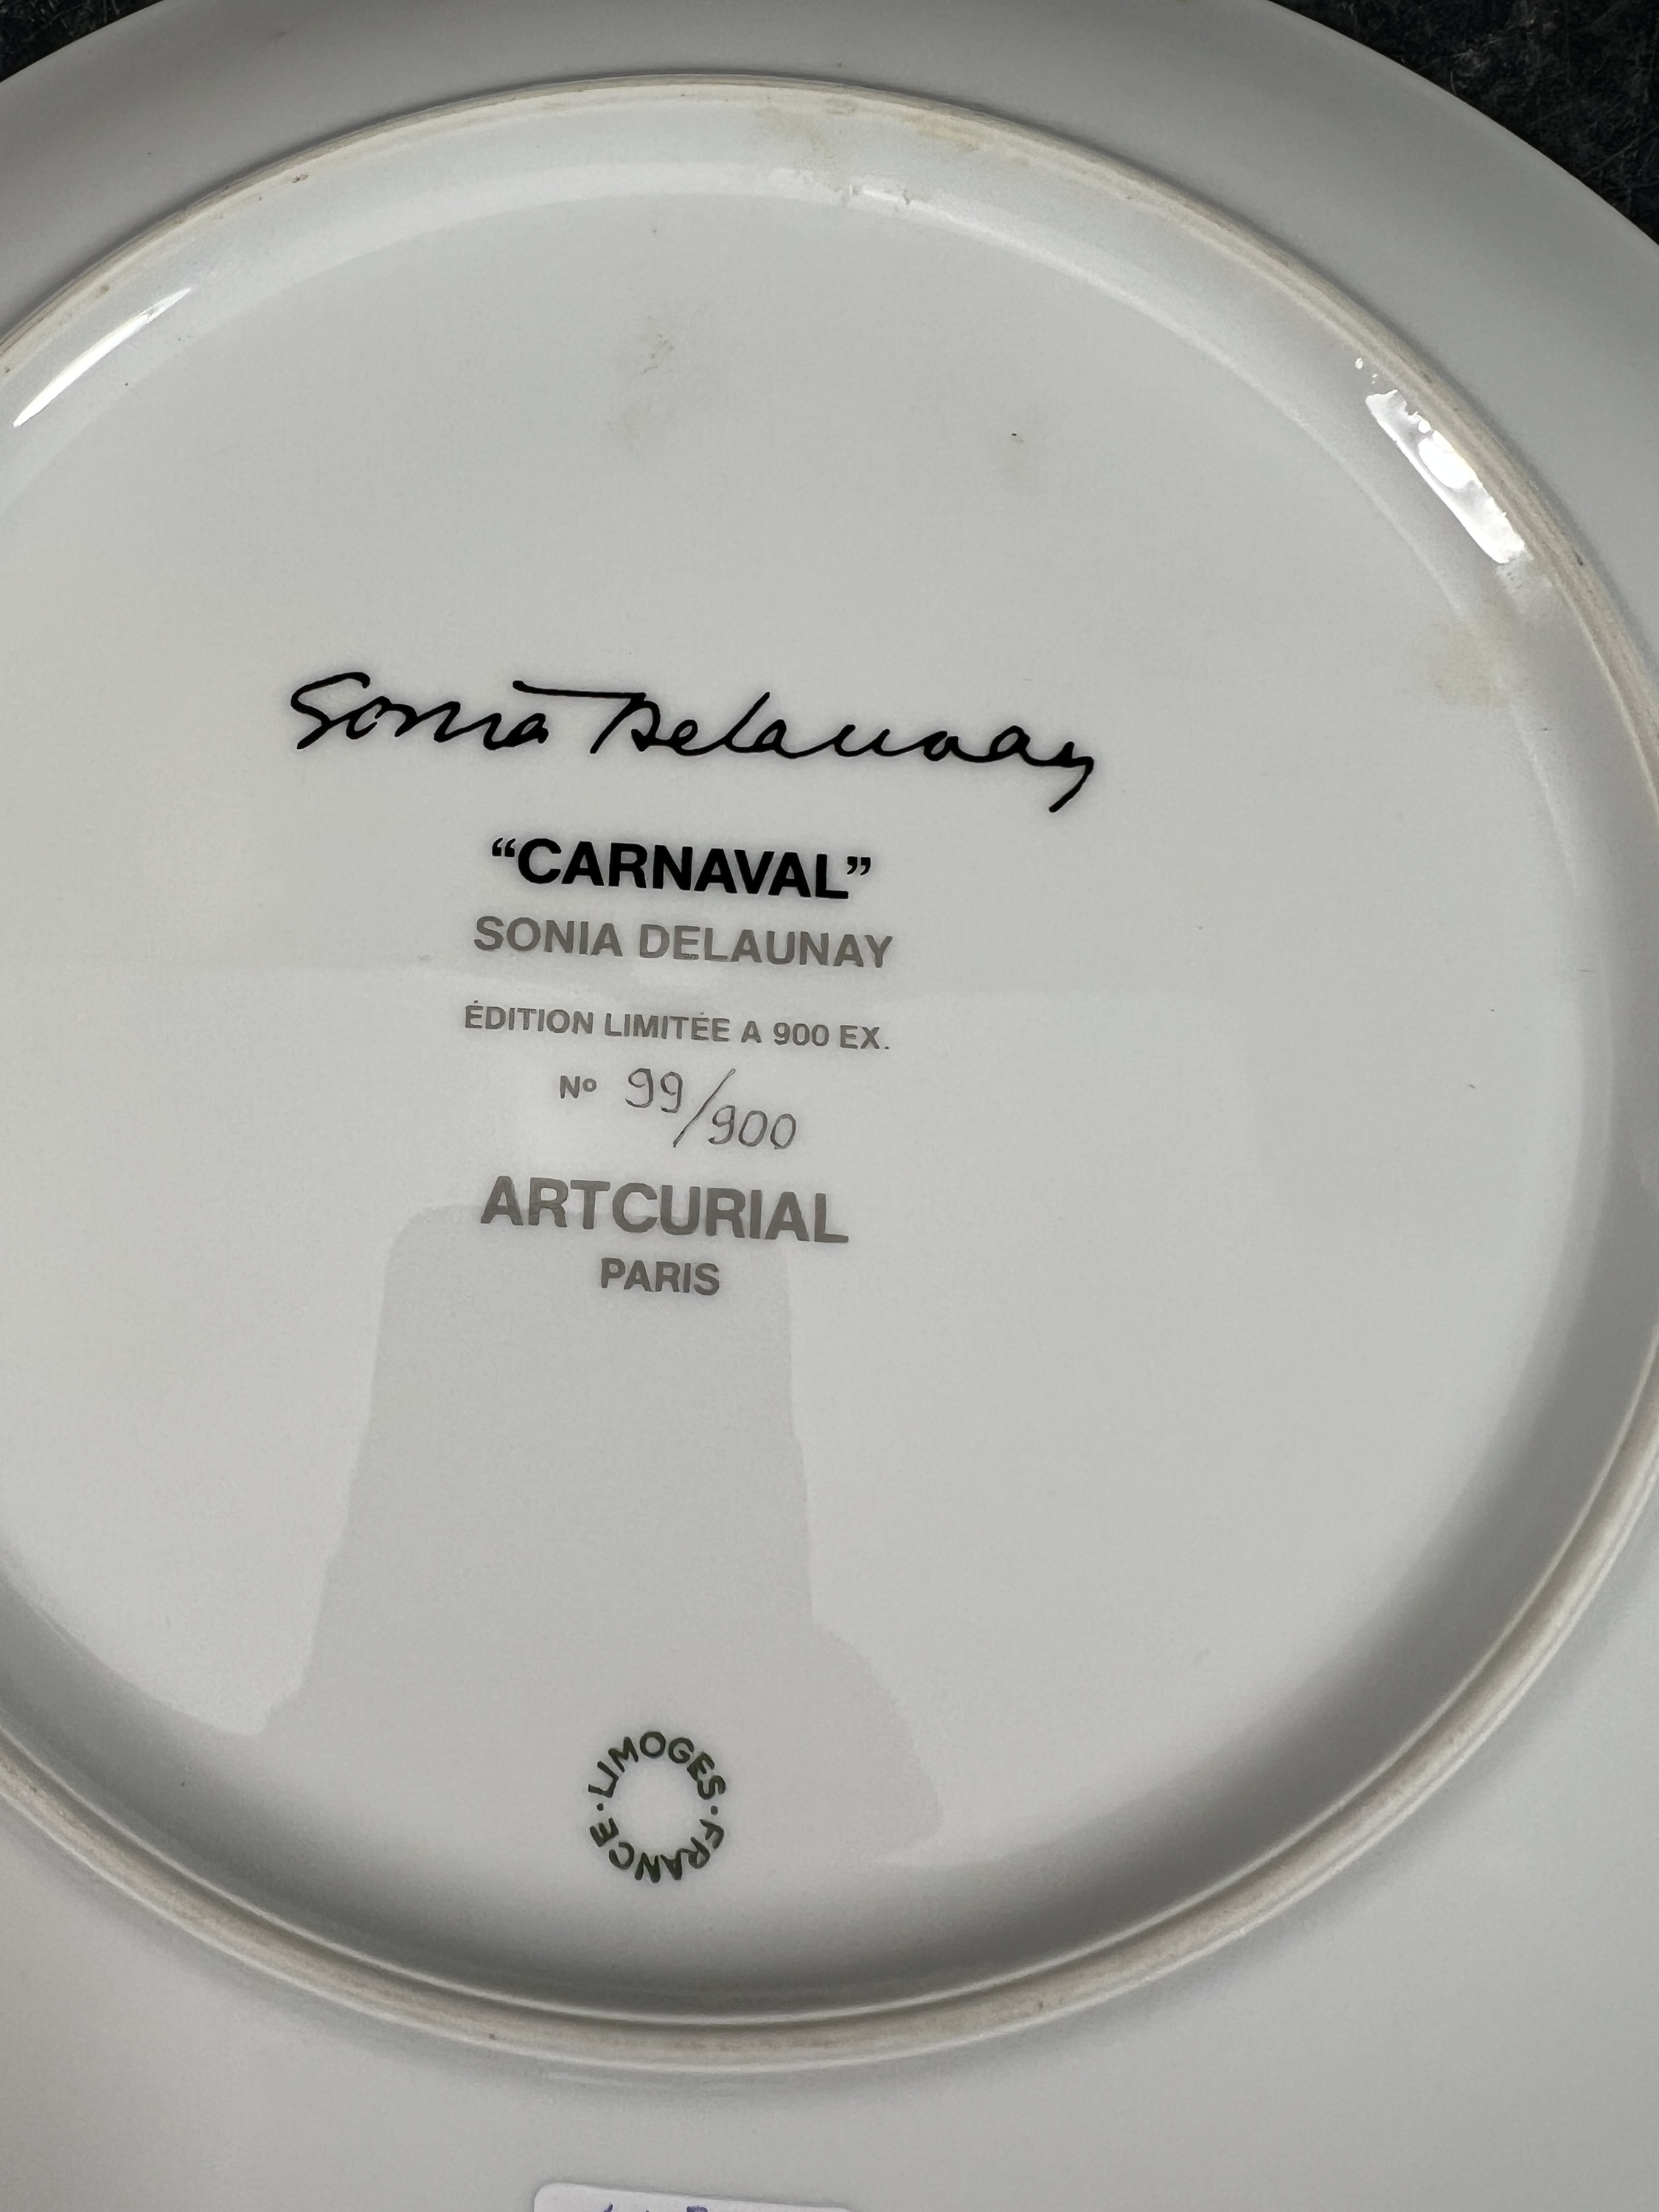 Sonia Delaunay
“CARNAVAL”
SONIA DELAUNAY
ÉDITION LIMITÉE A 900 EX.
Nº 99/900
ARTCURIAL
PARIS
LIMOGES · FRANCE ·